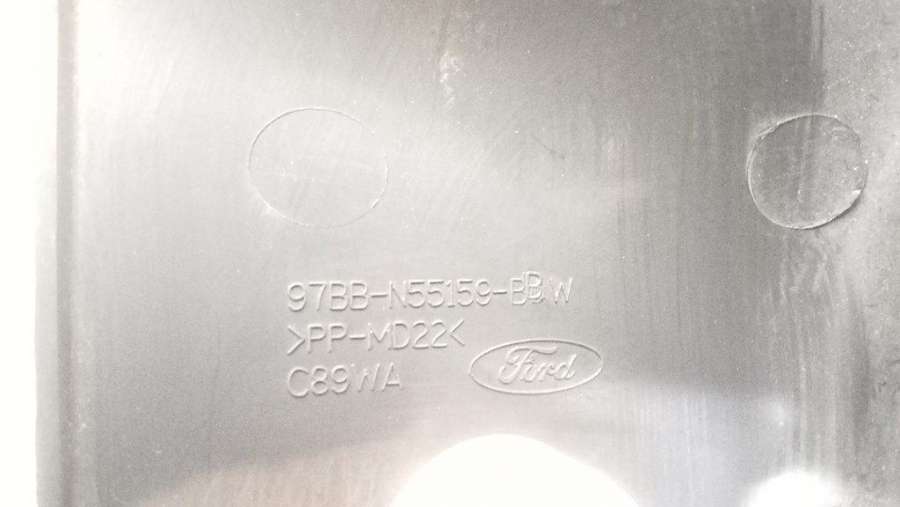 97BB-N55159-BBW
>PP-MD22<
C89WA
Ford